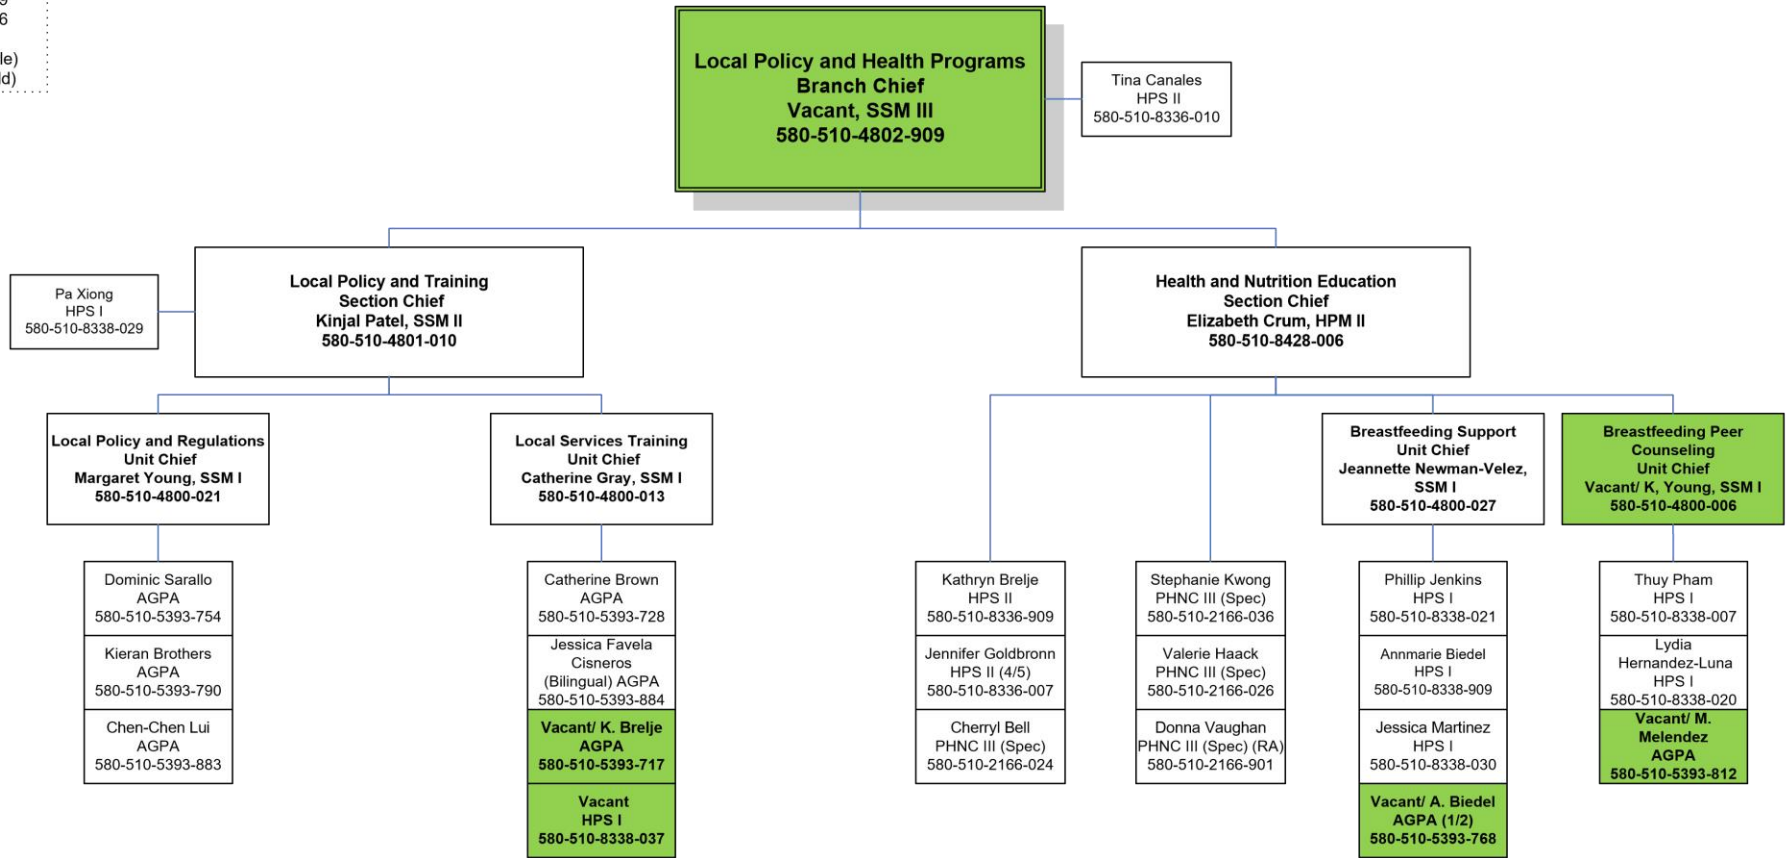 9
6
le)
ld)
Local Policy and Health Programs
Branch Chief
Vacant, SSM III
580-510-4802-909
Tina Canales
HPS II
580-510-8336-010
Pa Xiong
HPS I
580-510-8338-029
Local Policy and Training
Section Chief
Kinjal Patel, SSM II
580-510-4801-010
Health and Nutrition Education
Section Chief
Elizabeth Crum, HPM II
580-510-8428-006
Local Policy and Regulations
Unit Chief
Margaret Young, SSM I
580-510-4800-021
Local Services Training
Unit Chief
Catherine Gray, SSM I
580-510-4800-013
Breastfeeding Support
Unit Chief
Jeannette Newman-Velez,
SSM I
580-510-4800-027
Breastfeeding Peer
Counseling
Unit Chief
Vacant/ K, Young, SSM I
580-510-4800-006
Dominic Sarallo
AGPA
580-510-5393-754
Kieran Brothers
AGPA
580-510-5393-790
Chen-Chen Lui
AGPA
580-510-5393-883
Catherine Brown
AGPA
580-510-5393-728
Jessica Favela
Cisneros
(Bilingual) AGPA
580-510-5393-884
Vacant/ K. Brelje
AGPA
580-510-5393-717
Vacant
HPS I
580-510-8338-037
Kathryn Brelje
HPS II
580-510-8336-909
Jennifer Goldbronn
HPS II (4/5)
580-510-8336-007
Cherryl Bell
PHNC III (Spec)
580-510-2166-024
Stephanie Kwong
PHNC III (Spec)
580-510-2166-036
Valerie Haack
PHNC III (Spec)
580-510-2166-026
Donna Vaughan
PHNC III (Spec) (RA)
580-510-2166-901
Phillip Jenkins
HPS I
580-510-8338-021
Annmarie Biedel
HPS I
580-510-8338-909
Jessica Martinez
HPS I
580-510-8338-030
Vacant/ A. Biedel
AGPA (1/2)
580-510-5393-768
Thuy Pham
HPS I
580-510-8338-007
Lydia
Hernandez-Luna
HPS I
580-510-8338-020
Vacant/ M.
Melendez
AGPA
580-510-5393-812